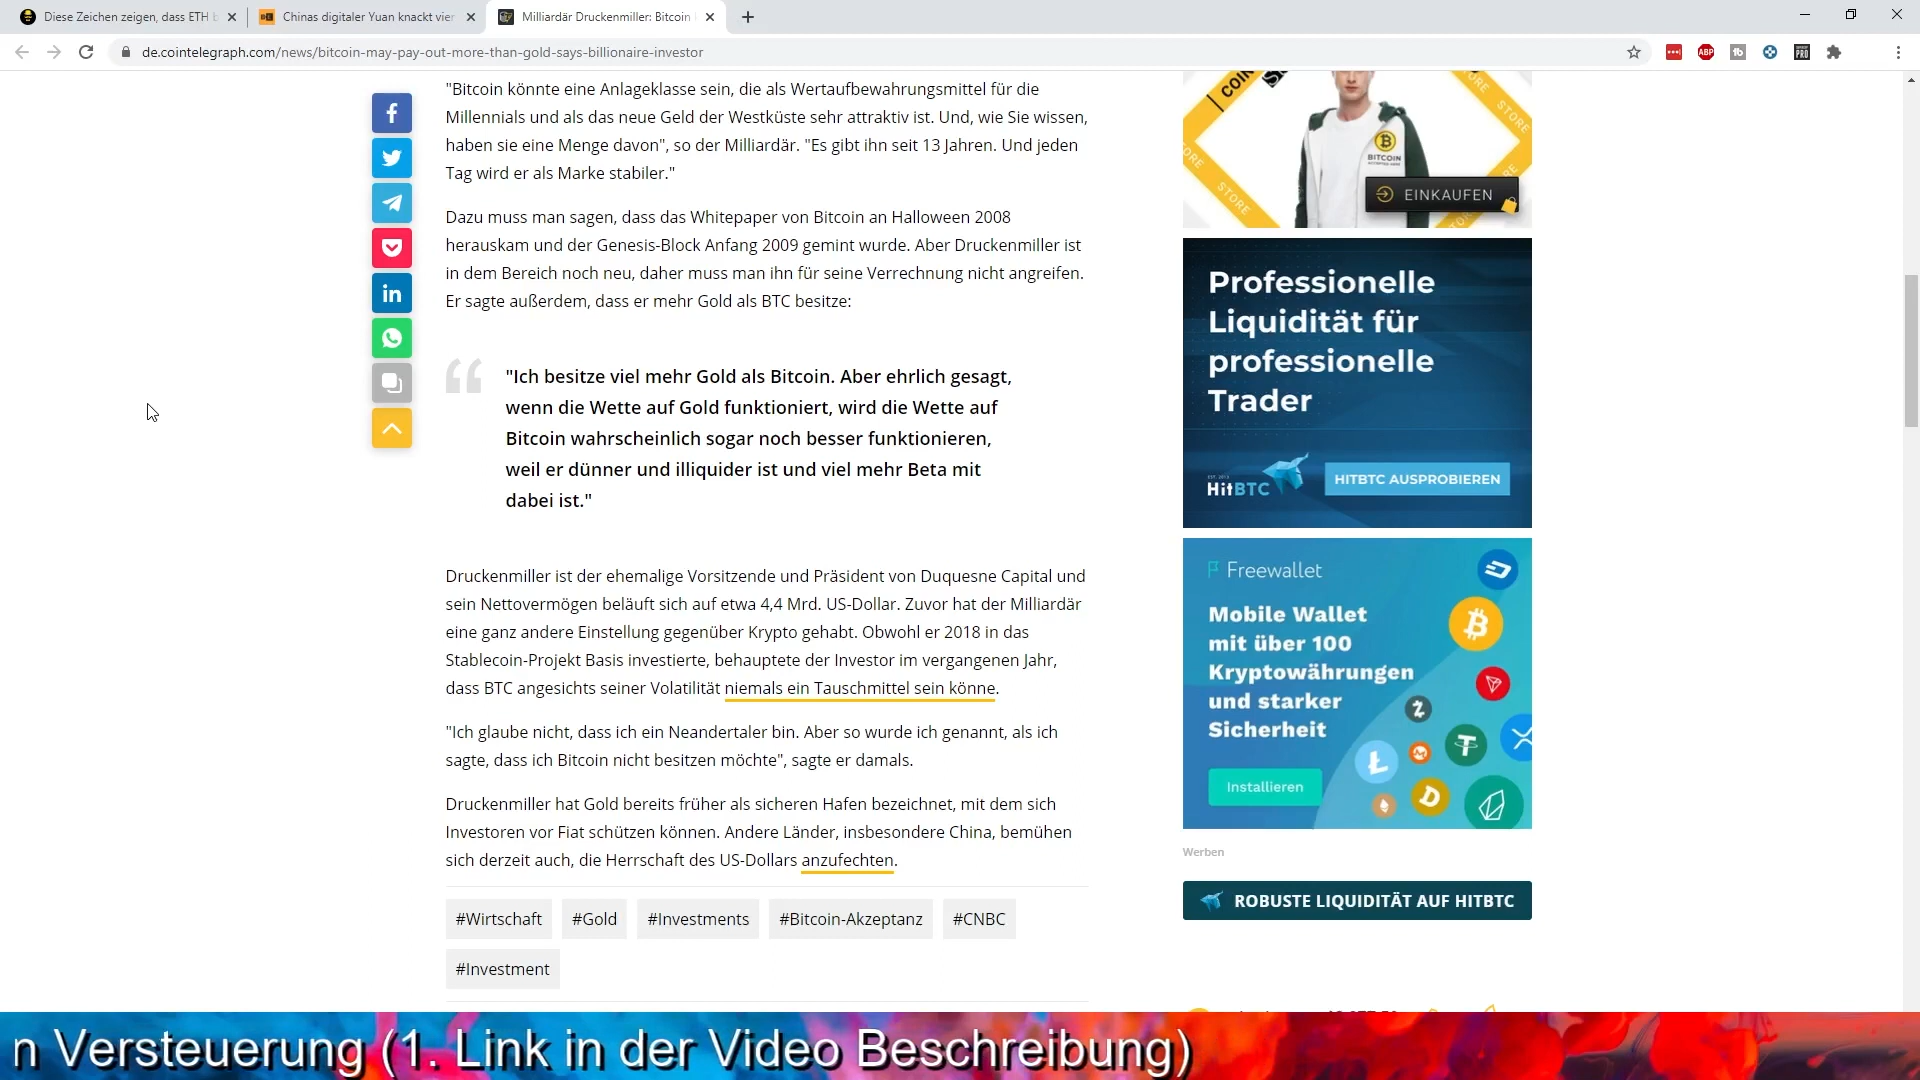 Diese Zeichen zeigen, dass ETH b
Chinas digitaler Yuan knackt vier
Milliardär Druckenmiller: Bitcoin
de.cointelegraph.com/news/bitcoin-may-pay-out-more-than-gold-says-billionaire-investor
ABP
PRO
"Bitcoin könnte eine Anlageklasse sein, die als Wertaufbewahrungsmittel für die
Millennials und als das neue Geld der Westküste sehr attraktiv ist. Und, wie Sie wissen,
haben sie eine Menge davon", so der Milliardär. "Es gibt ihn seit 13 Jahren. Und jeden
Tag wird er als Marke stabiler."
Dazu muss man sagen, dass das Whitepaper von Bitcoin an Halloween 2008
herauskam und der Genesis-Block Anfang 2009 gemint wurde. Aber Druckenmiller ist
in dem Bereich noch neu, daher muss man ihn für seine Verrechnung nicht angreifen.
Er sagte außerdem, dass er mehr Gold als BTC besitze:
"Ich besitze viel mehr Gold als Bitcoin. Aber ehrlich gesagt,
wenn die Wette auf Gold funktioniert, wird die Wette auf
Bitcoin wahrscheinlich sogar noch besser funktionieren,
weil er dünner und illiquider ist und viel mehr Beta mit
dabei ist."
Druckenmiller ist der ehemalige Vorsitzende und Präsident von Duquesne Capital und
sein Nettovermögen beläuft sich auf etwa 4,4 Mrd. US-Dollar. Zuvor hat der Milliardär
eine ganz andere Einstellung gegenüber Krypto gehabt. Obwohl er 2018 in das
Stablecoin-Projekt Basis investierte, behauptete der Investor im vergangenen Jahr,
dass BTC angesichts seiner Volatilität niemals ein Tauschmittel sein könne.
"Ich glaube nicht, dass ich ein Neandertaler bin. Aber so wurde ich genannt, als ich
sagte, dass ich Bitcoin nicht besitzen möchte", sagte er damals.
Druckenmiller hat Gold bereits früher als sicheren Hafen bezeichnet, mit dem sich
Investoren vor Fiat schützen können. Andere Länder, insbesondere China, bemühen
sich derzeit auch, die Herrschaft des US-Dollars anzufechten.
#Wirtschaft
#Gold
#Investments
#Bitcoin-Akzeptanz
#CNBC
#Investment
STORE
STORE
BITCOIN
EINKAUFEN
Professionelle
Liquidität für
professionelle
Trader
HitBTC
HITBTC AUSPROBIEREN
Freewallet
Mobile Wallet
mit über 100
Kryptowährungen
und starker
Sicherheit
Installieren
Werben
ROBUSTE LIQUIDITÄT AUF HITBTC
n Versteuerung (1. Link in der Video Beschreibung)